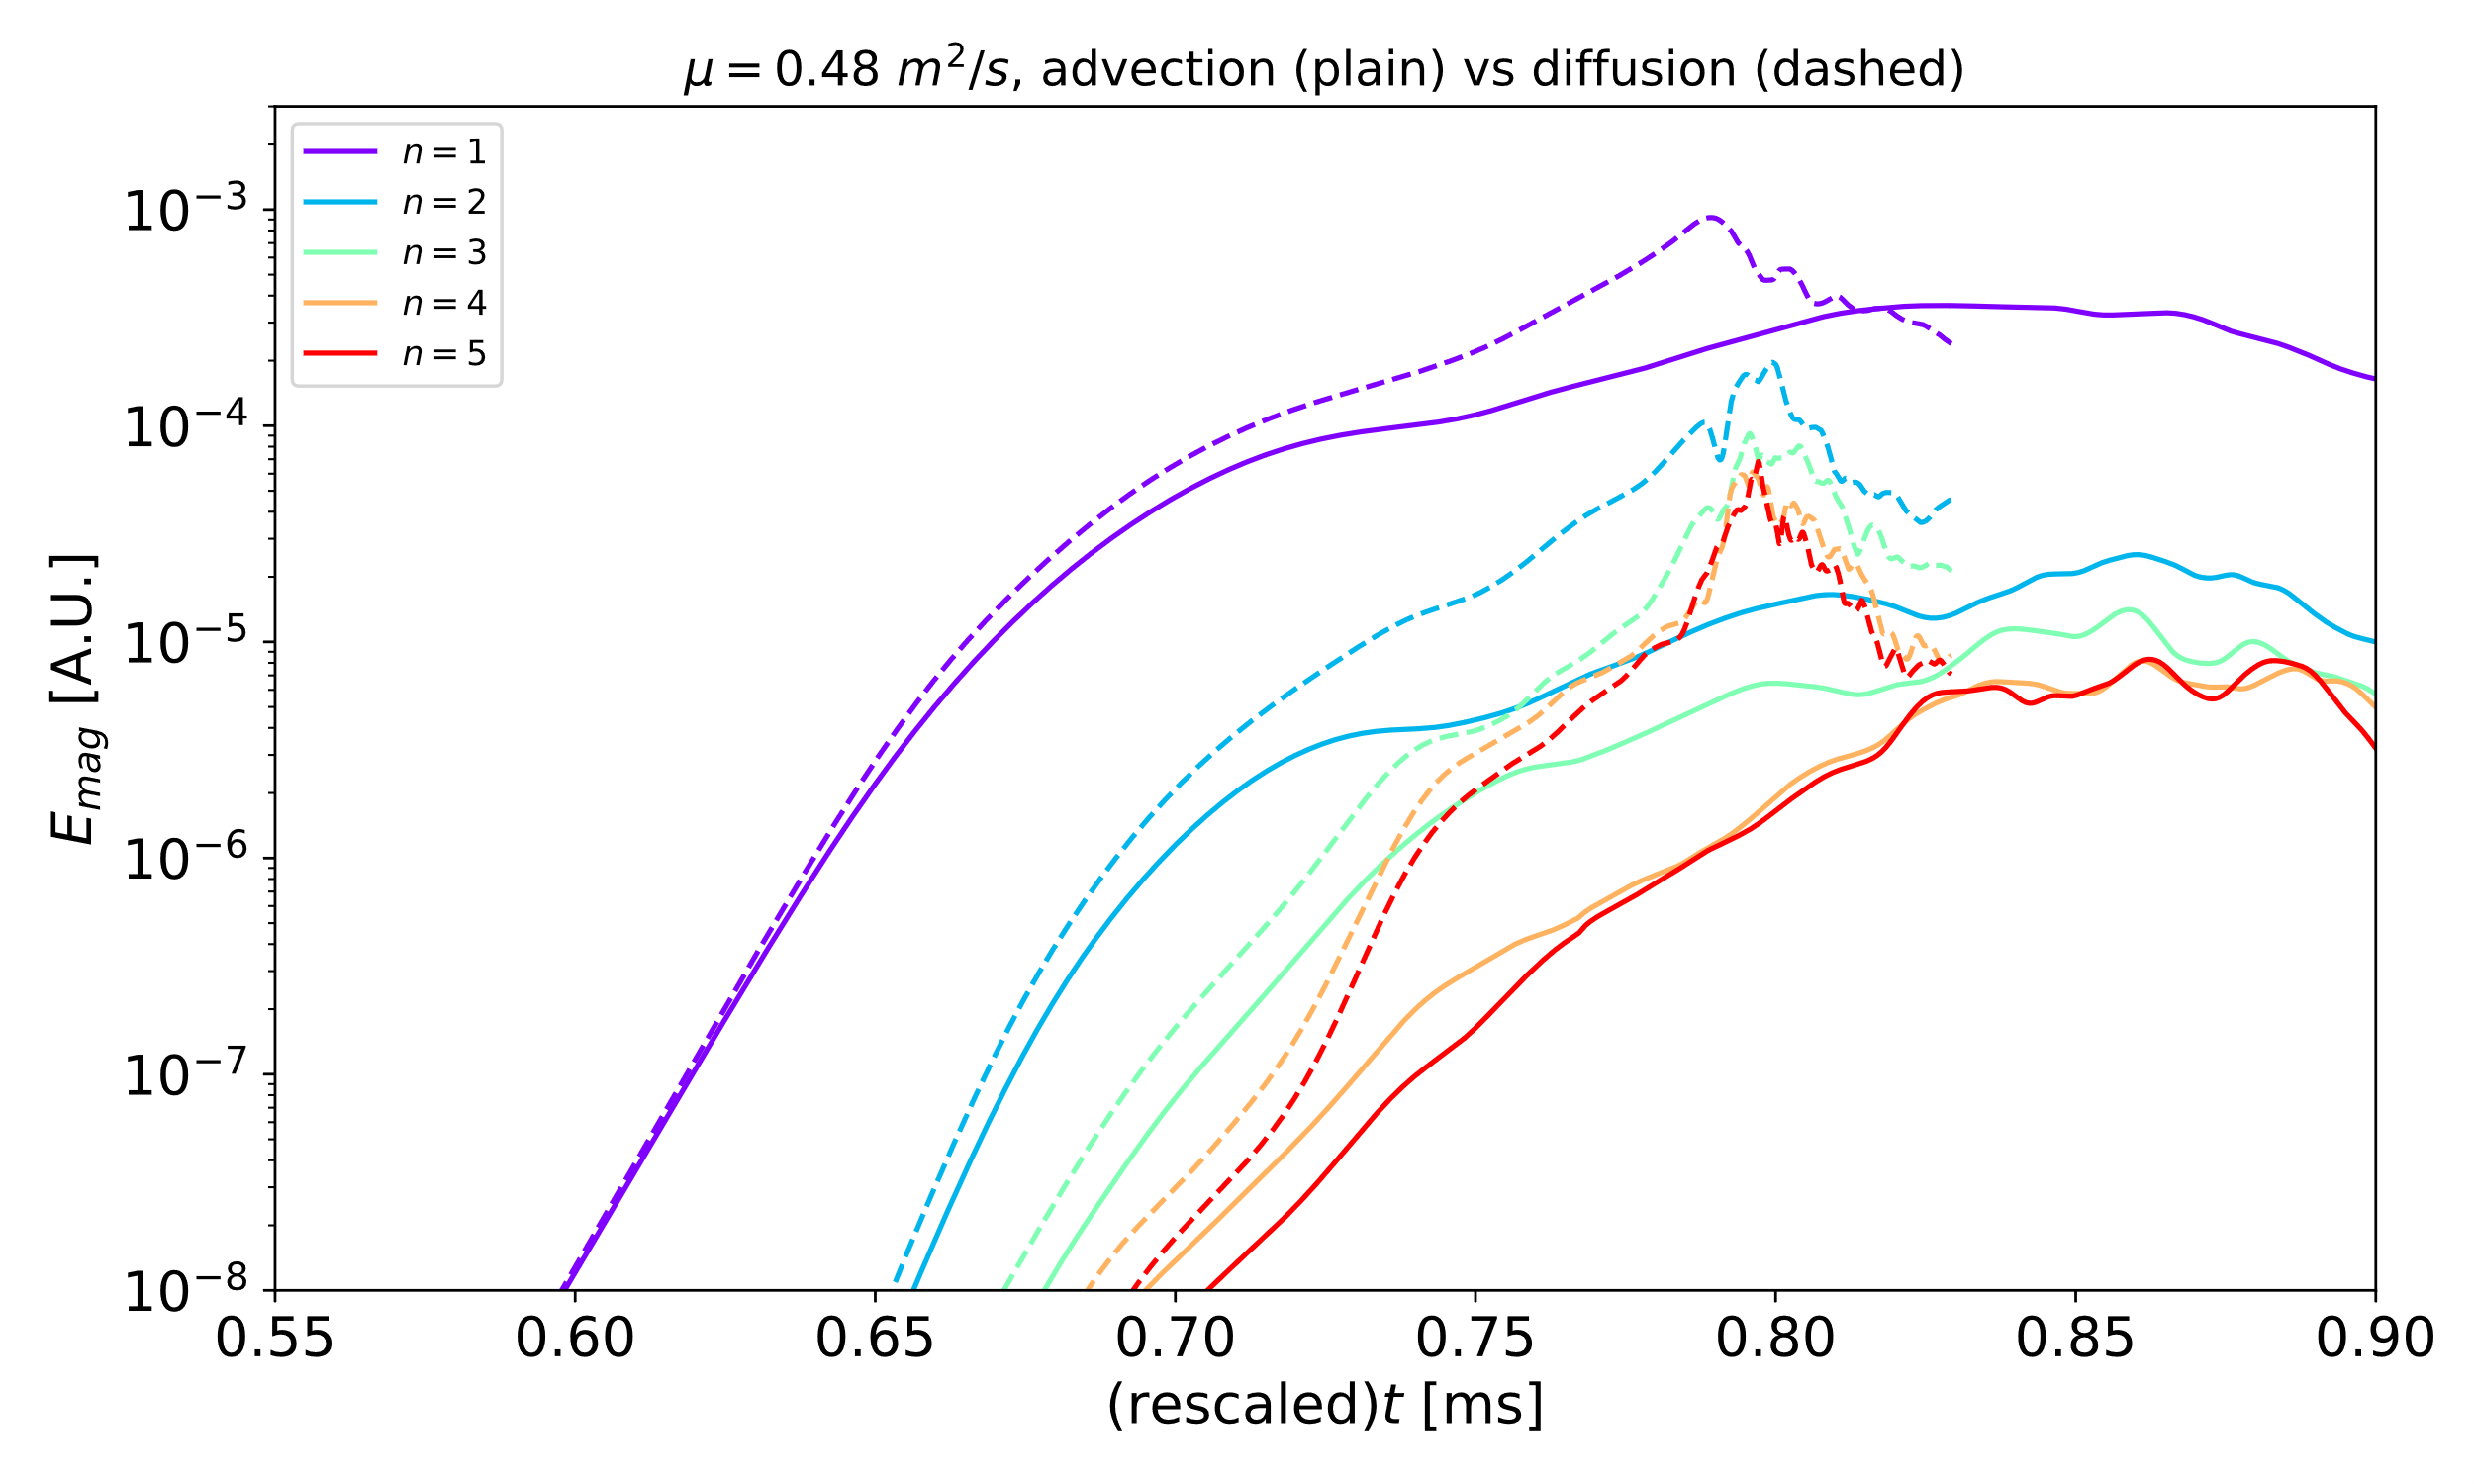 μ = 0.48 m²/s, advection (plain) vs diffusion (dashed)
n = 1
n = 2
n = 3
n = 4
n = 5
10⁻³
10⁻⁴
10⁻⁵
10⁻⁶
10⁻⁷
10⁻⁸
E_mag [A.U.]
0.55 0.60 0.65 0.70 0.75 0.80 0.85 0.90
(rescaled)t [ms]